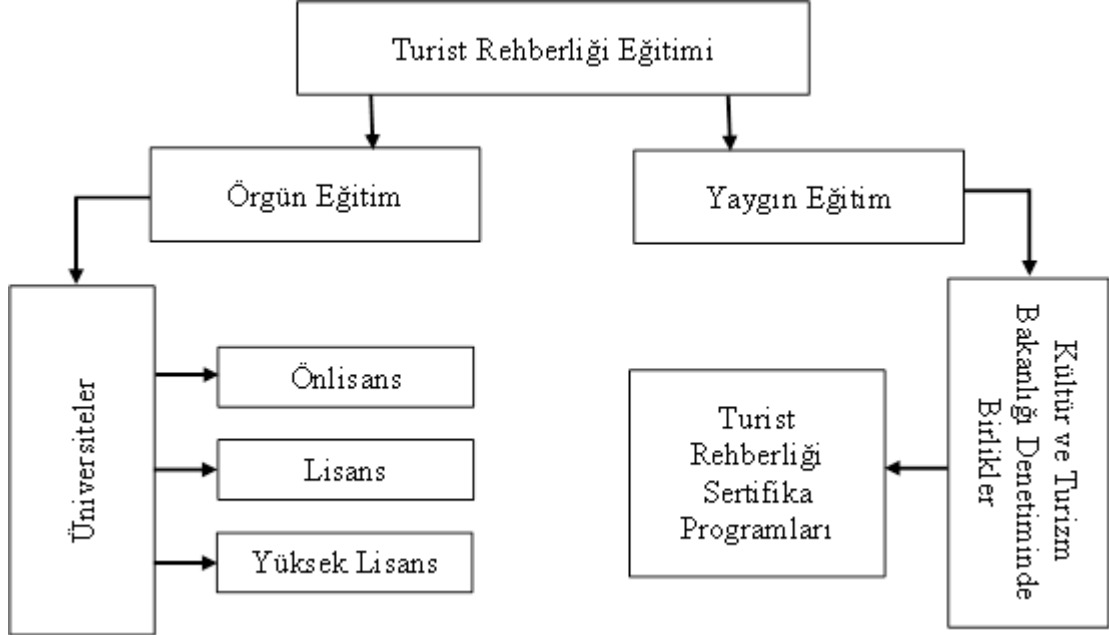 Turist Rehberliği Eğitimi
Örgün Eğitim
Yaygın Eğitim
Üniversiteler
Önlisans
Lisans
Yüksek Lisans
Turist
Rehberliği
Sertifika
Programları
Kültür ve Turizm
Bakanlığı Denetiminde
Birlikler